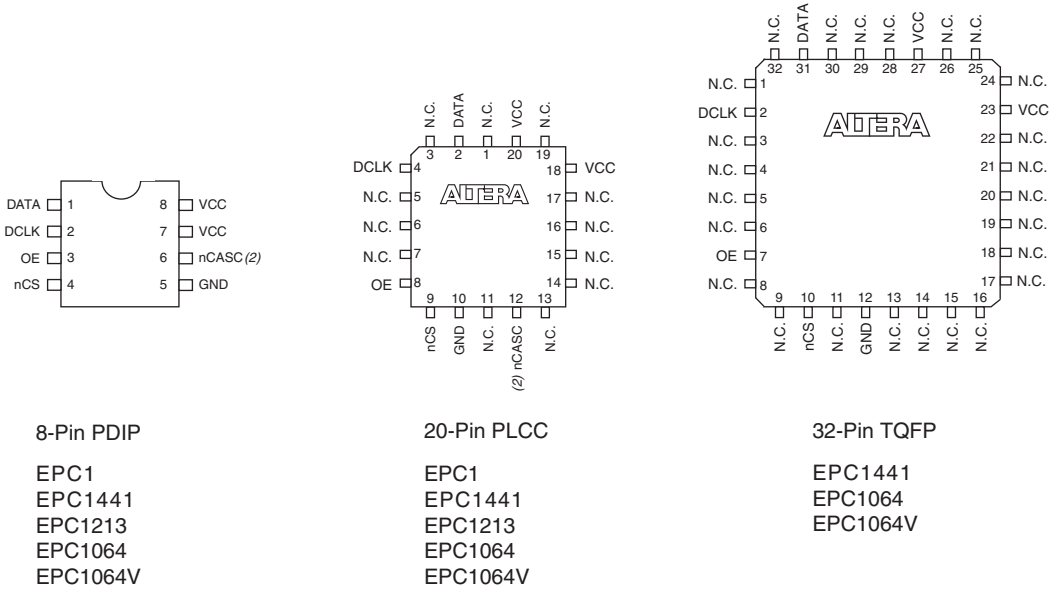 DATA 1
DCLK 2
OE 3
nCS 4
8 VCC
7 VCC
6 nCASC (2)
5 GND
8-Pin PDIP
EPC1
EPC1441
EPC1213
EPC1064
EPC1064V
N.C. DATA N.C. VCC N.C.
3 2 1 20 19
DCLK 4
N.C. 5
N.C. 6
N.C. 7
OE 8
ALTERA
18 VCC
17 N.C.
16 N.C.
15 N.C.
14 N.C.
9 10 11 12 13
nCS GND N.C. (2) nCASC N.C.
20-Pin PLCC
EPC1
EPC1441
EPC1213
EPC1064
EPC1064V
N.C. DATA N.C. N.C. N.C. VCC N.C. N.C.
32 31 30 29 28 27 26 25
N.C. 1
DCLK 2
N.C. 3
N.C. 4
N.C. 5
N.C. 6
OE 7
N.C. 8
ALTERA
24 N.C.
23 VCC
22 N.C.
21 N.C.
20 N.C.
19 N.C.
18 N.C.
17 N.C.
9 10 11 12 13 14 15 16
N.C. nCS N.C. GND N.C. N.C. N.C. N.C.
32-Pin TQFP
EPC1441
EPC1064
EPC1064V